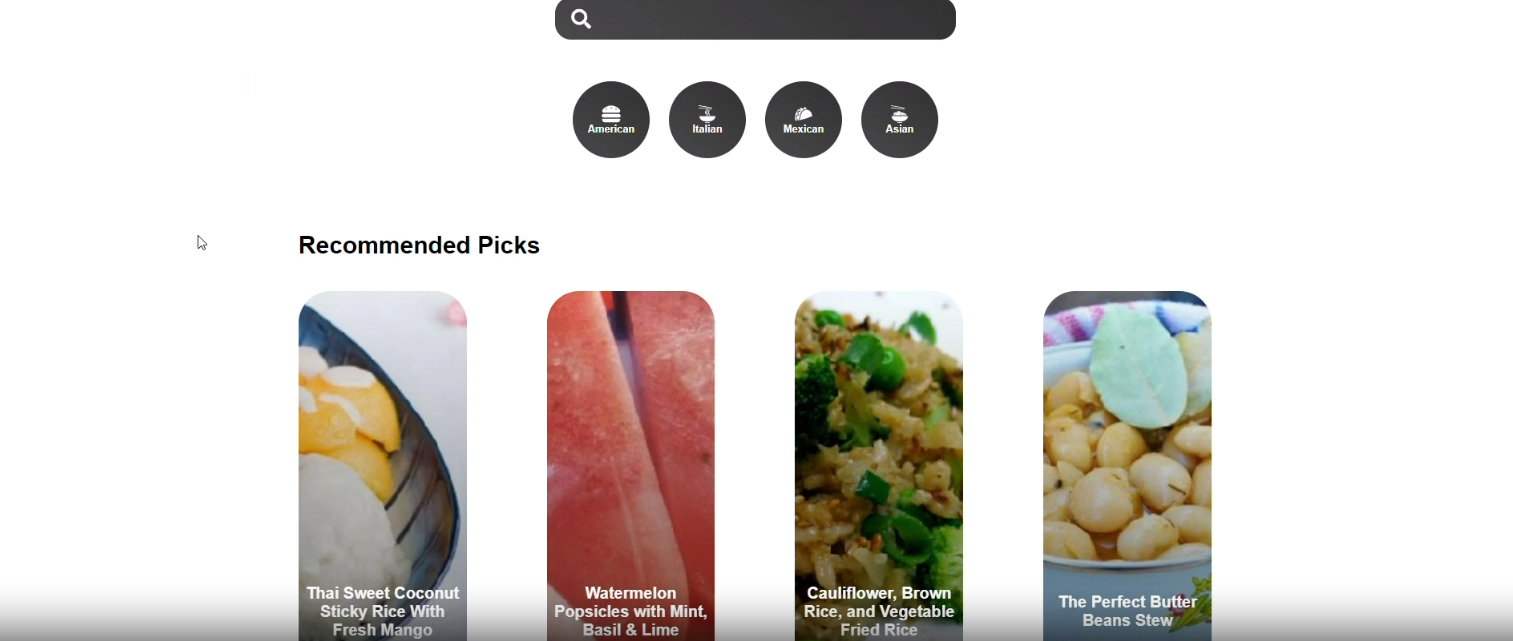 American
Italian
Mexican
Asian
Recommended Picks
Thai Sweet Coconut
Sticky Rice With
Fresh Mango
Watermelon
Popsicles with Mint,
Basil & Lime
Cauliflower, Brown
Rice, and Vegetable
Fried Rice
The Perfect Butter
Beans Stew